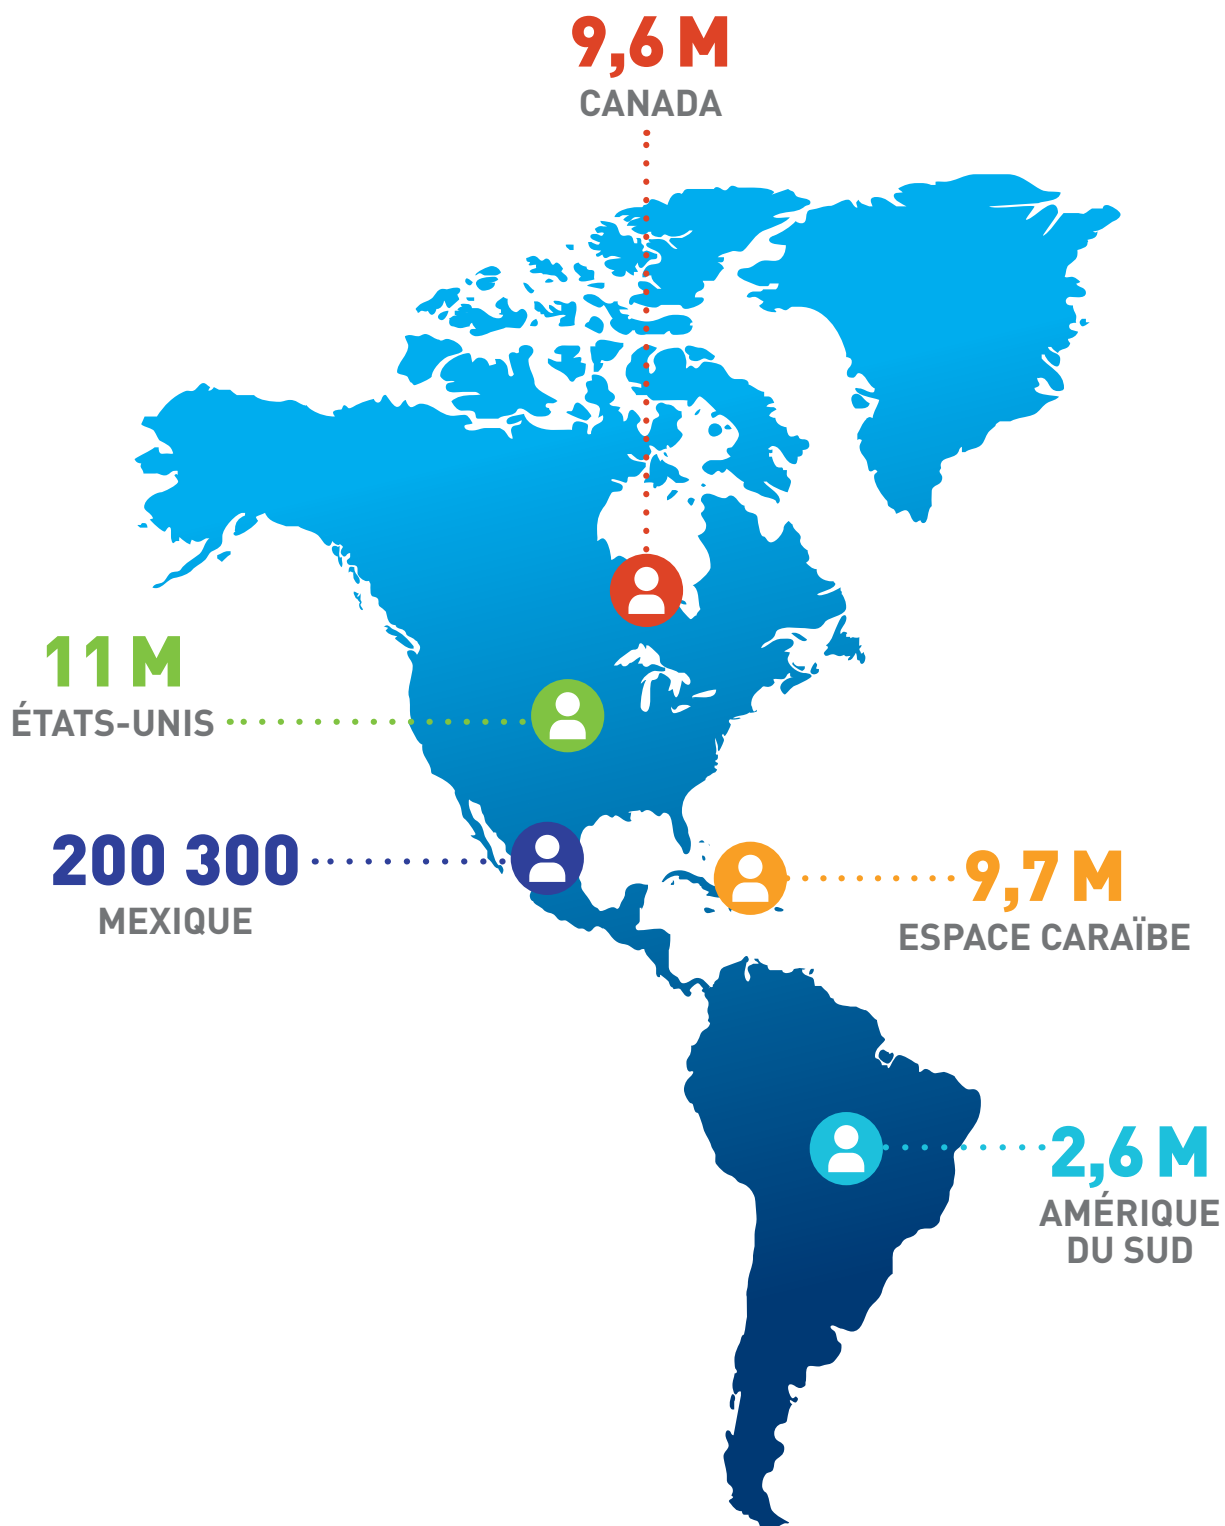 9,6 M
CANADA
11 M
ÉTATS-UNIS
200 300
MEXIQUE
9,7 M
ESPACE CARAÏBE
2,6 M
AMÉRIQUE
DU SUD